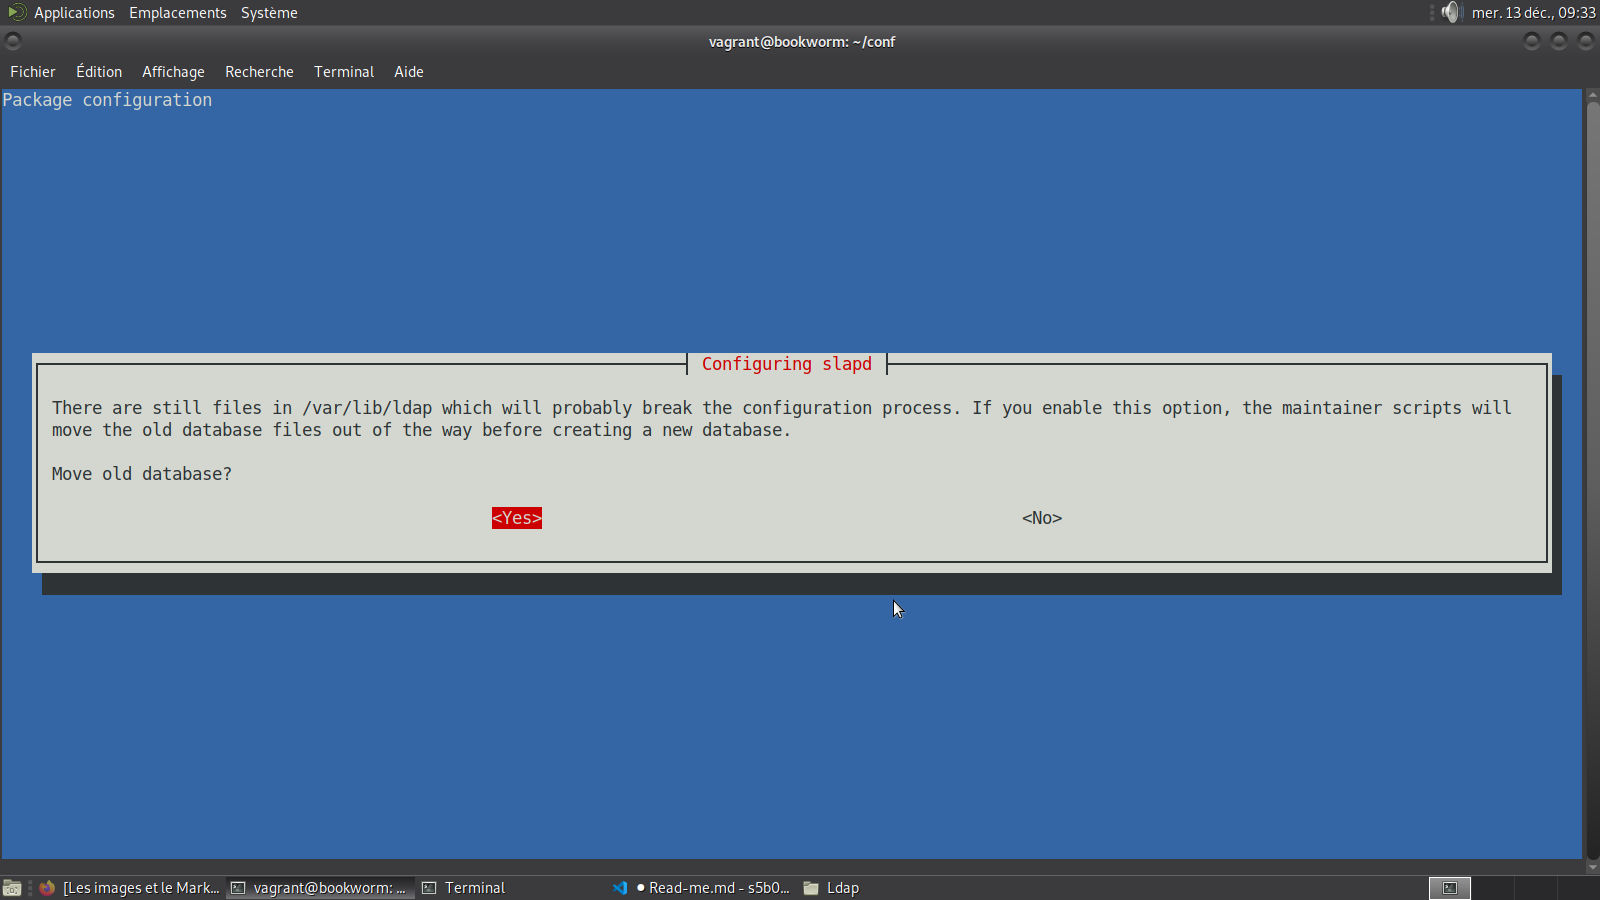 Applications Emplacements Système mer. 13 déc., 09:33
vagrant@bookworm: ~/conf
Fichier Édition Affichage Recherche Terminal Aide
Package configuration
Configuring slapd
There are still files in /var/lib/ldap which will probably break the configuration process. If you enable this option, the maintainer scripts will
move the old database files out of the way before creating a new database.
Move old database?
<Yes> <No>
[Les images et le Mark... vagrant@bookworm: ... Terminal ● Read-me.md - s5b0... Ldap